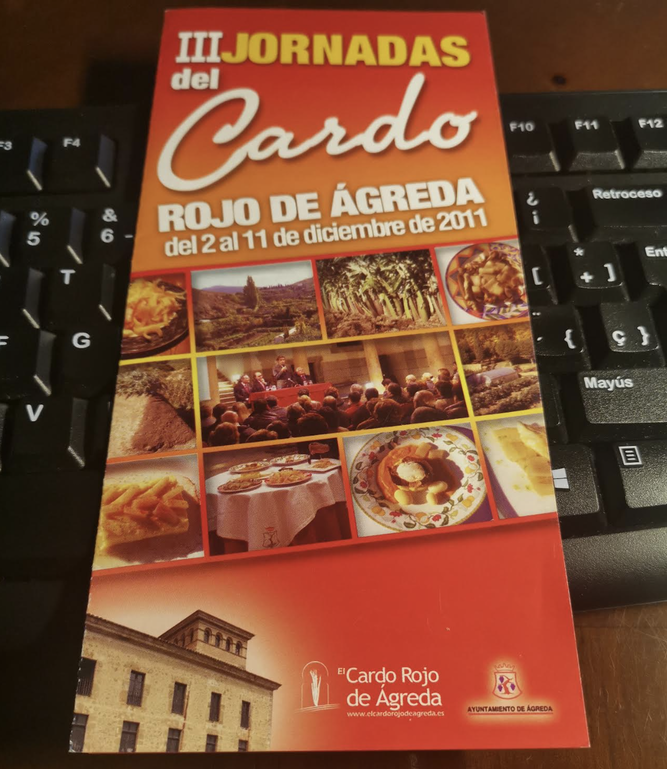 III JORNADAS
del
Cardo
ROJO DE ÁGREDA
del 2 al 11 de diciembre de 2011
El Cardo Rojo
de Ágreda
www.elcardorojodeagreda.es
AYUNTAMIENTO DE ÁGREDA
F3
F4
F10
F11
F12
%
5
&
6
¿
¡
Retroceso
T
*
+
]
[
F
G
{
Ç
}
V
Mayús